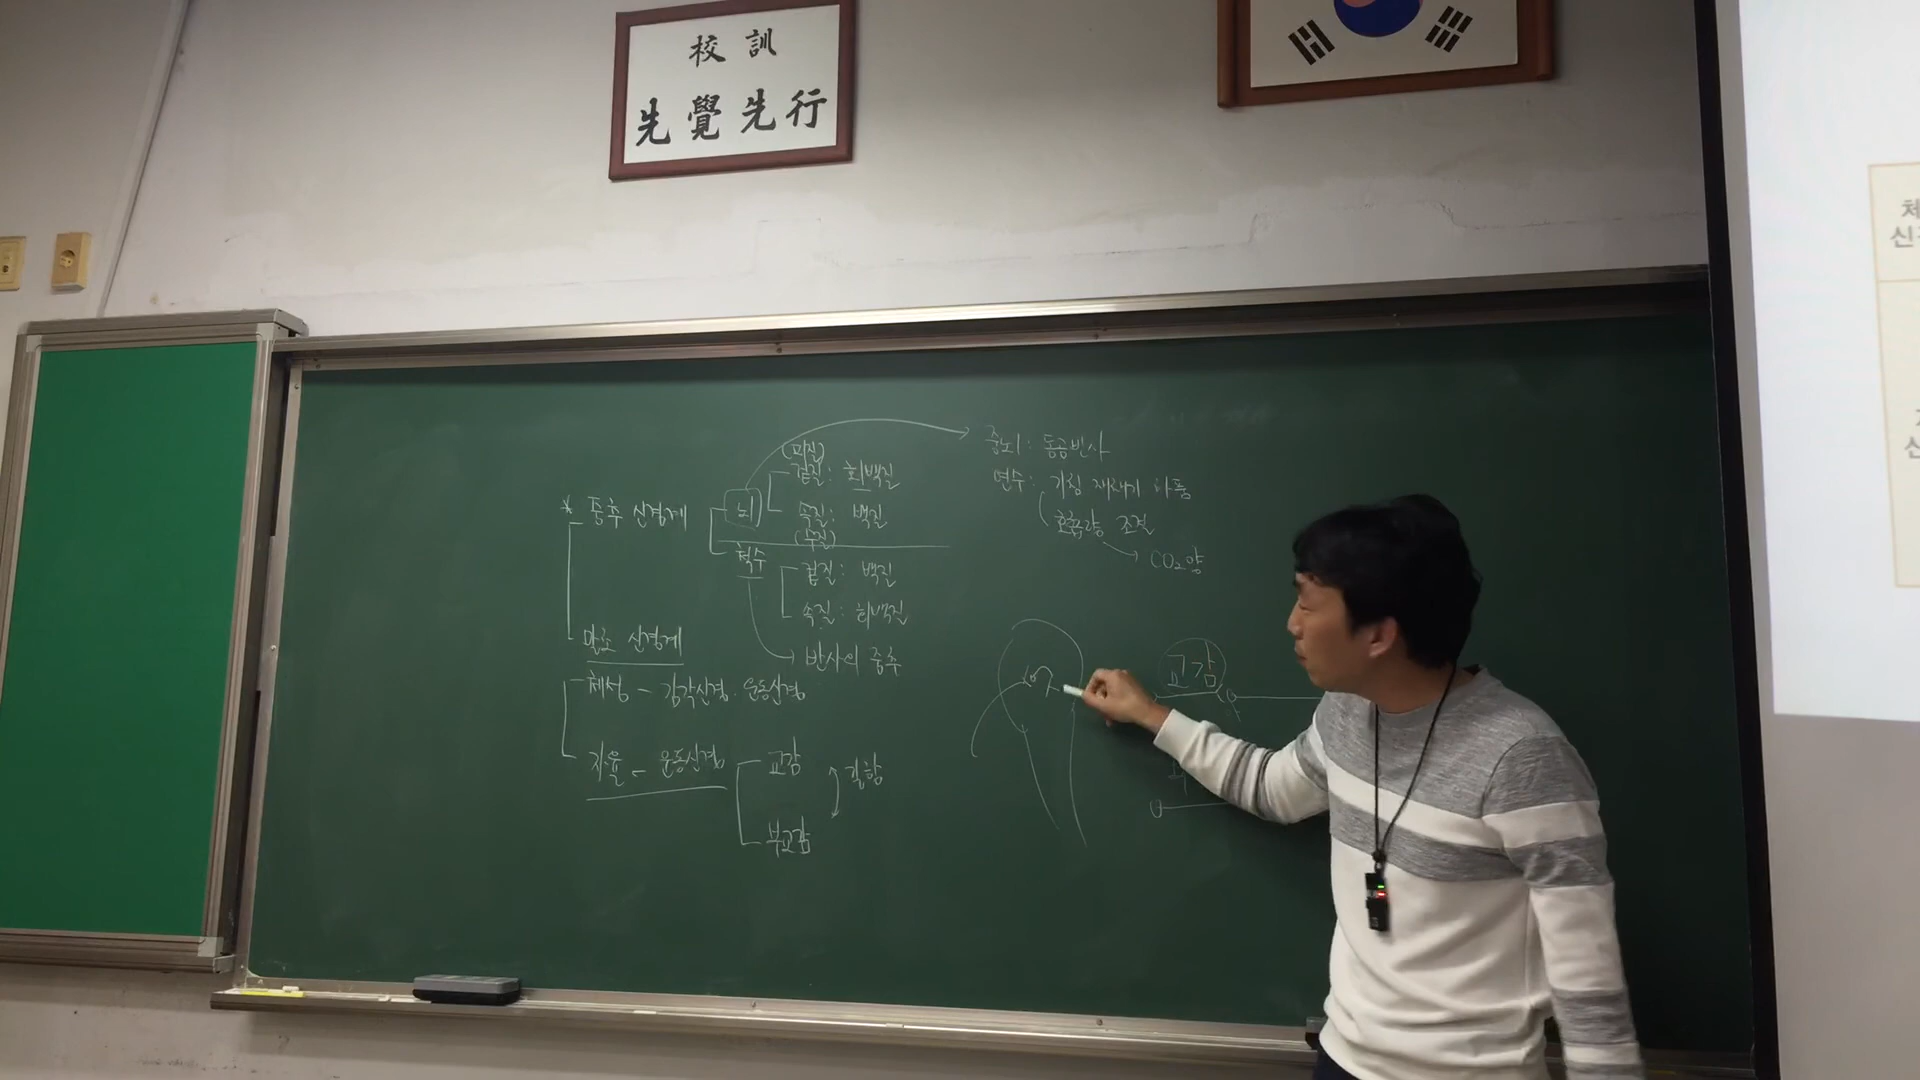 校訓
先覺先行
* 중추 신경계
뇌
(피질)
겉질: 회백질
속질: 백질
(수질)
척수
겉질: 백질
속질: 회백질
반사의 중추
말초 신경계
체성 - 감각신경. 운동신경
자율 - 운동신경
교감
부교감
길항
중뇌: 동공반사
연수: 기침 재채기 하품
호흡량 조절
CO₂양
교감